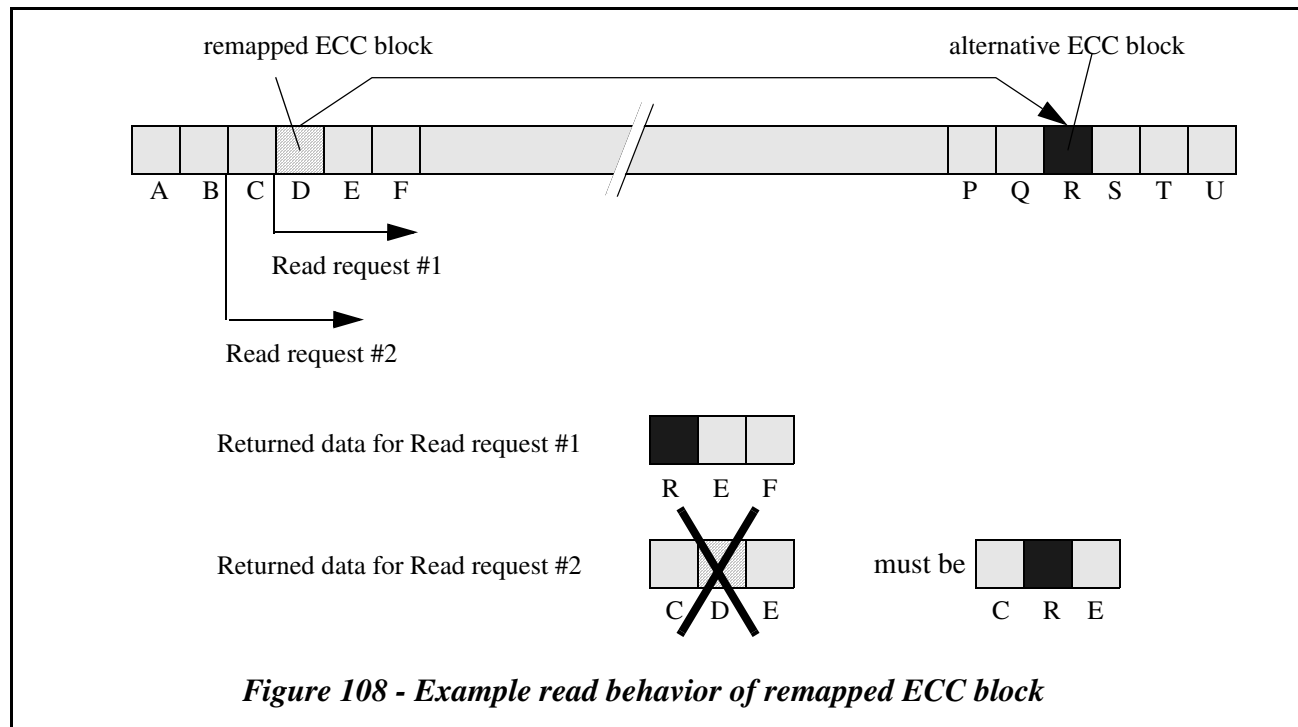 remapped ECC block alternative ECC block
A B C D E F P Q R S T U
Read request #1
Read request #2
Returned data for Read request #1
R E F
Returned data for Read request #2 must be
C D E C R E
Figure 108 - Example read behavior of remapped ECC block